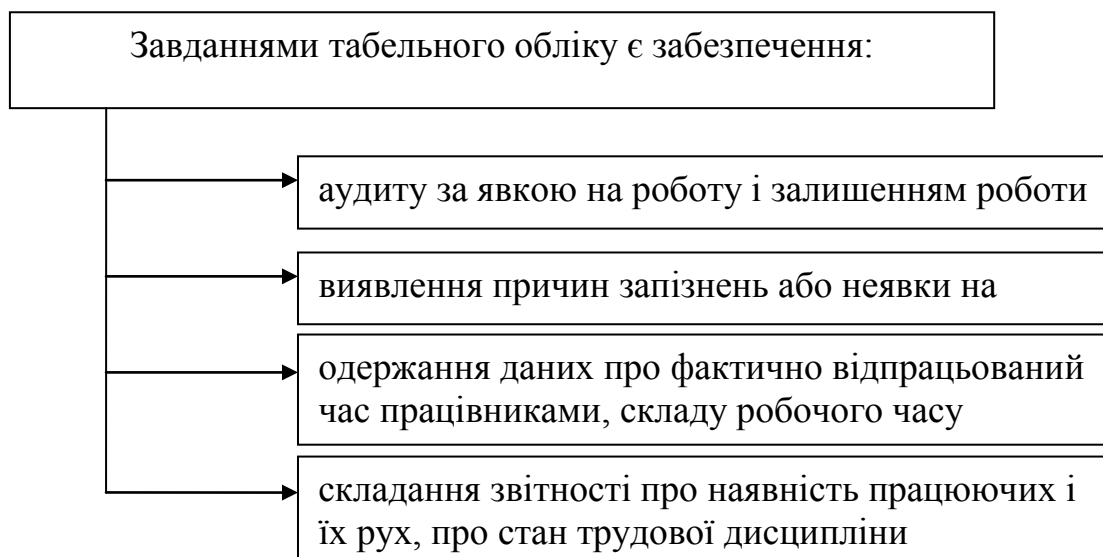 Завданнями табельного обліку є забезпечення:
аудиту за явкою на роботу і залишенням роботи
виявлення причин запізнень або неявки на
одержання даних про фактично відпрацьований
час працівниками, складу робочого часу
складання звітності про наявність працюючих і
їх рух, про стан трудової дисципліни